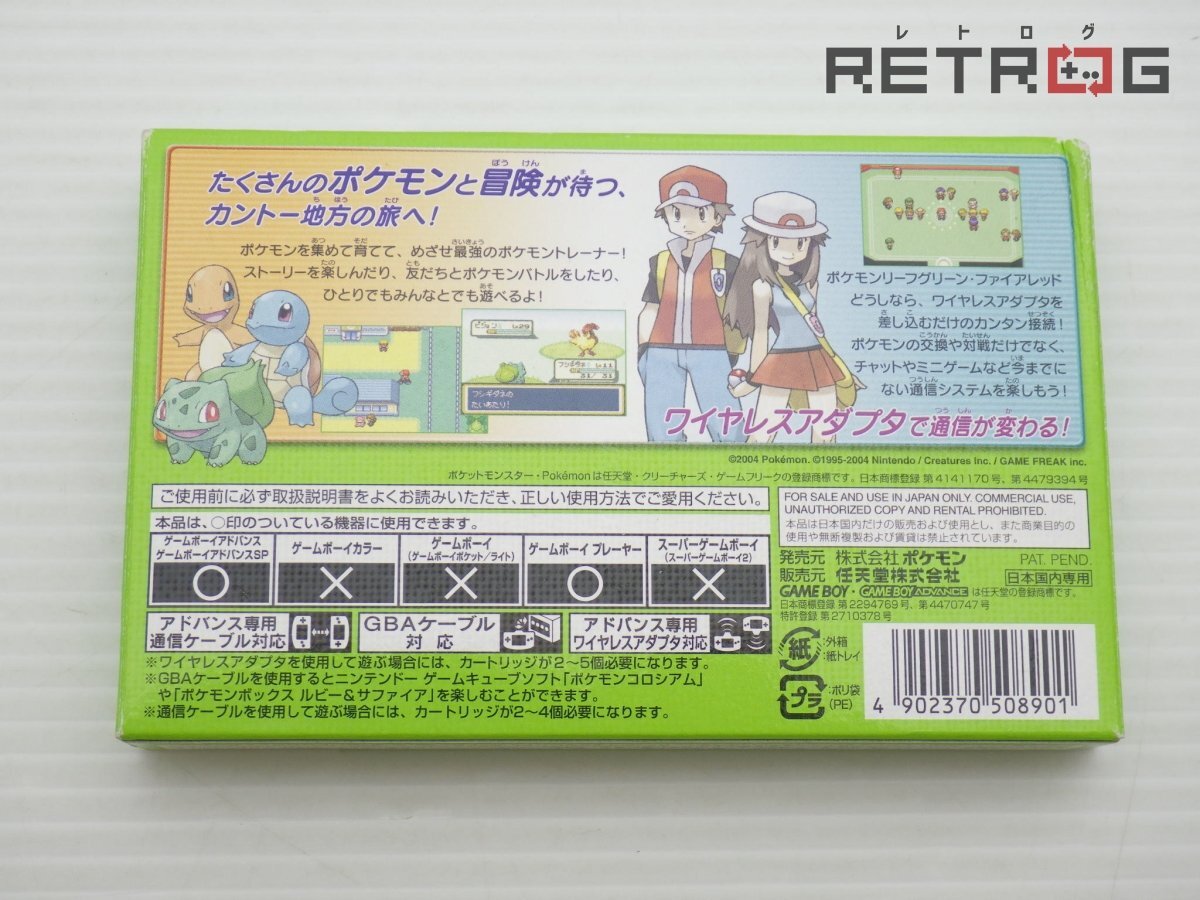 レトログ
RETROG
たくさんのポケモンと冒険が待つ、
カントー地方の旅へ!
ポケモンを集めて育てて、めざせ最強のポケモントレーナー!
ストーリーを楽しんだり、友だちとポケモンバトルをしたり、
ひとりでもみんなとでも遊べるよ!
ピジョン Lv29
フシギダネ Lv11
31/31
フシギダネの
たいあたり!
ポケモンリーフグリーン・ファイアレッド
どうしなら、ワイヤレスアダプタを
差し込むだけのカンタン接続!
ポケモンの交換や対戦だけでなく、
チャットやミニゲームなど今までに
ない通信システムを楽しもう!
ワイヤレスアダプタで通信が変わる!
©2004 Pokémon. ©1995-2004 Nintendo / Creatures inc. / GAME FREAK inc.
ポケットモンスター・Pokémonは任天堂・クリーチャーズ・ゲームフリークの登録商標です。日本商標登録 第4141170号、第4479394号
ご使用前に必ず取扱説明書をよくお読みいただき、正しい使用方法でご愛用ください。
本品は、○印のついている機器に使用できます。
ゲームボーイアドバンス
ゲームボーイアドバンスSP
○
ゲームボーイカラー
×
ゲームボーイ
(ゲームボーイポケット/ライト)
×
ゲームボーイ プレーヤー
○
スーパーゲームボーイ
(スーパーゲームボーイ2)
×
アドバンス専用
通信ケーブル対応
GBAケーブル
対応
アドバンス専用
ワイヤレスアダプタ対応
※ワイヤレスアダプタを使用して遊ぶ場合には、カートリッジが2〜5個必要になります。
※GBAケーブルを使用するとニンテンドー ゲームキューブソフト「ポケモンコロシアム」
や「ポケモンボックス ルビー&サファイア」を楽しむことができます。
※通信ケーブルを使用して遊ぶ場合には、カートリッジが2〜4個必要になります。
FOR SALE AND USE IN JAPAN ONLY. COMMERCIAL USE,
UNAUTHORIZED COPY AND RENTAL PROHIBITED.
本品は日本国内だけの販売および使用とし、また商業目的の
使用や無断複製および賃貸は禁止されています。
発売元 株式会社ポケモン PAT. PEND.
販売元 任天堂株式会社 日本国内専用
GAME BOY・GAME BOY ADVANCE は任天堂の登録商標です。
日本商標登録 第2294769号、第4470747号
特許登録 第2710378号
紙 :外箱
:紙トレイ
プラ :ポリ袋
(PE)
4 902370 508901